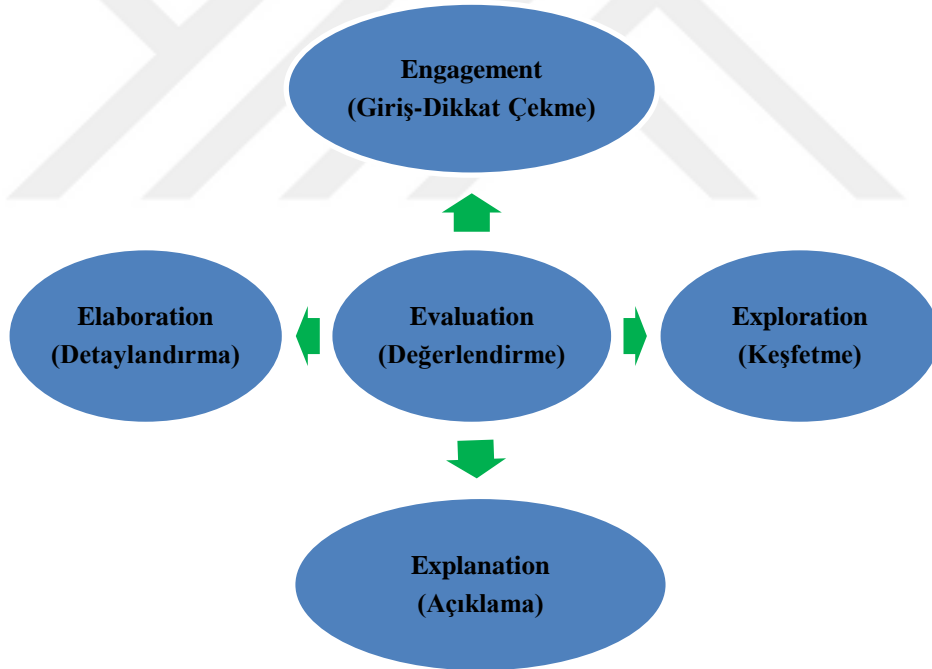 Engagement
(Giriş-Dikkat Çekme)
Elaboration
(Detaylandırma)
Evaluation
(Değerlendirme)
Exploration
(Keşfetme)
Explanation
(Açıklama)